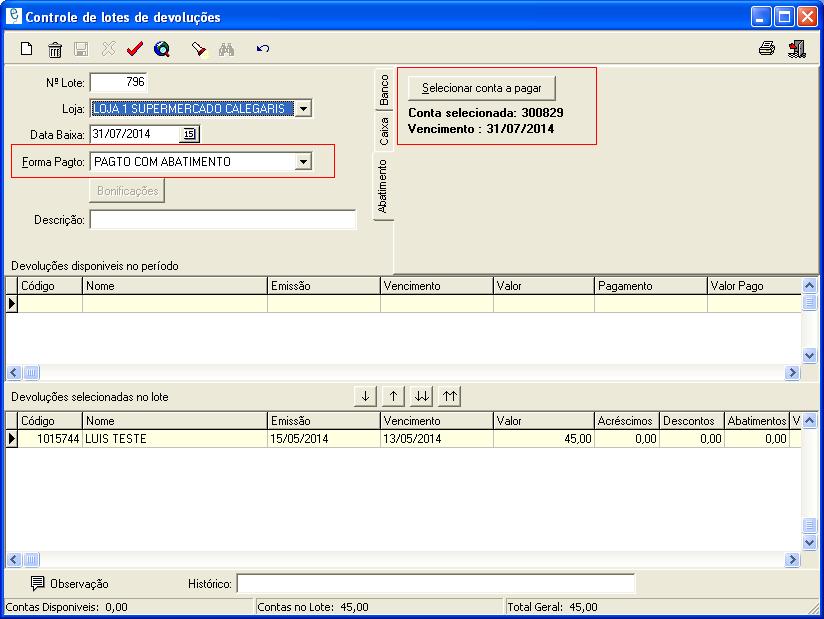 Controle de lotes de devoluções
Nº Lote: 796
Loja: LOJA 1 SUPERMERCADO CALEGARIS
Data Baixa: 31/07/2014 15
Forma Pagto: PAGTO COM ABATIMENTO
Bonificações
Descrição:
Banco
Caixa
Abatimento
Selecionar conta a pagar
Conta selecionada: 300829
Vencimento : 31/07/2014
Devoluções disponiveis no período
Código Nome Emissão Vencimento Valor Pagamento Valor Pago
Devoluções selecionadas no lote
Código Nome Emissão Vencimento Valor Acréscimos Descontos Abatimentos V
1015744 LUIS TESTE 15/05/2014 13/05/2014 45,00 0,00 0,00 0,00
Observação Histórico:
Contas Disponiveis: 0,00 Contas no Lote: 45,00 Total Geral: 45,00